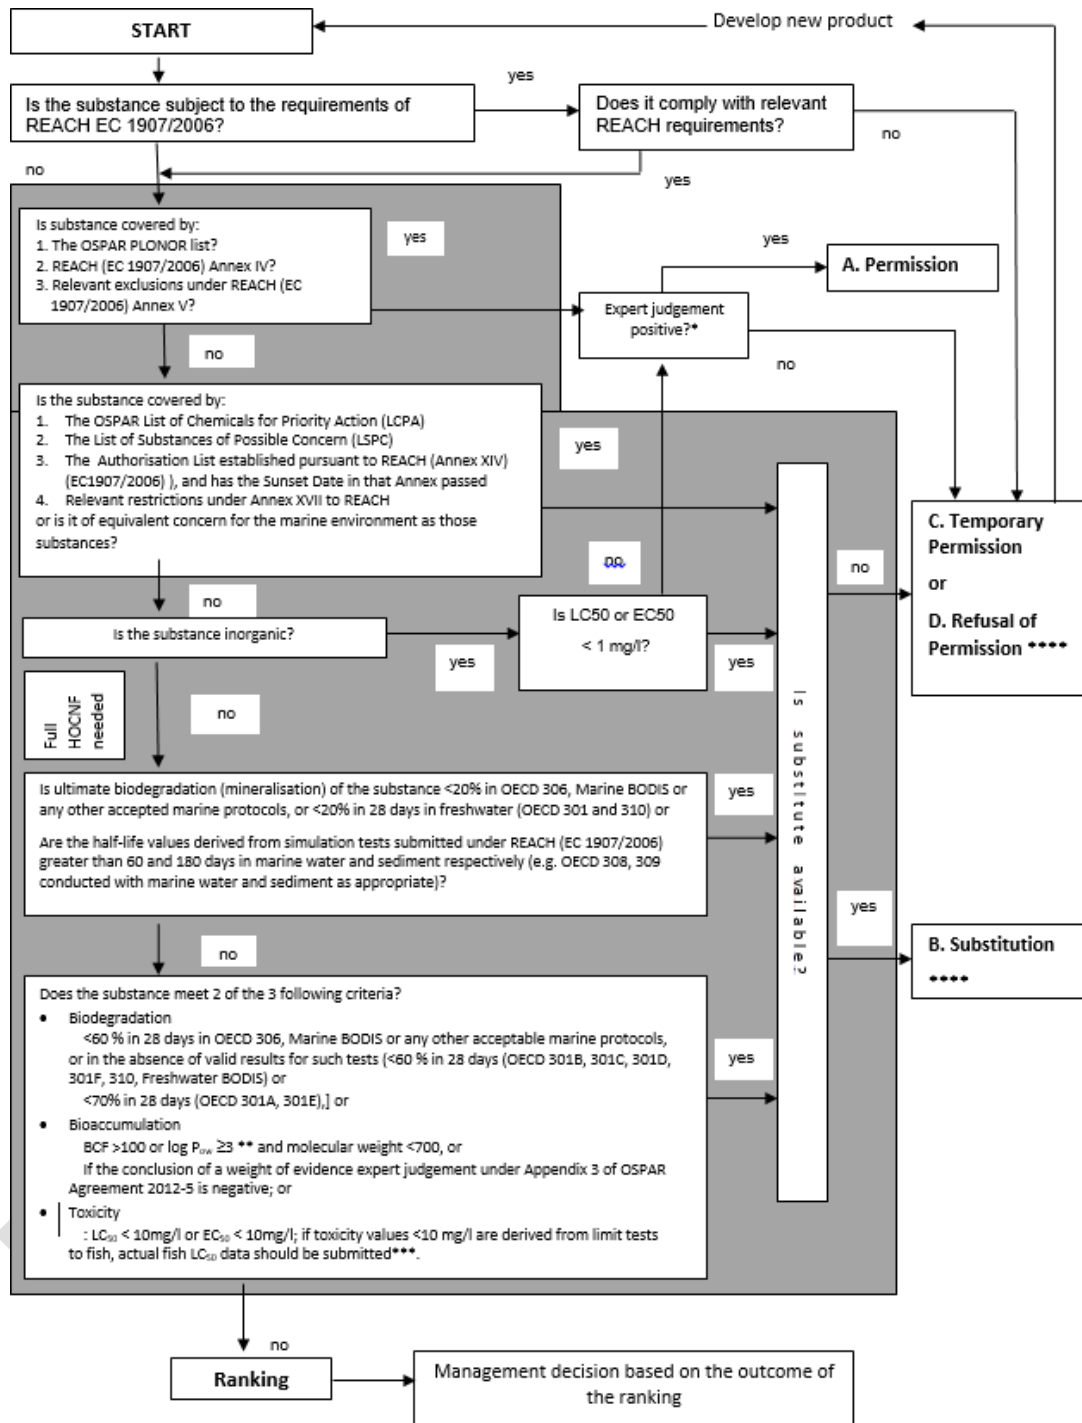 Develop new product
START
yes
Is the substance subject to the requirements of
REACH EC 1907/2006?
Does it comply with relevant
REACH requirements?
no
no
yes
Is substance covered by:
1. The OSPAR PLONOR list?
2. REACH (EC 1907/2006) Annex IV?
3. Relevant exclusions under REACH (EC
1907/2006) Annex V?
yes
yes
A. Permission
Expert judgement
positive?*
no
no
Is the substance covered by:
1. The OSPAR List of Chemicals for Priority Action (LCPA)
2. The List of Substances of Possible Concern (LSPC)
3. The Authorisation List established pursuant to REACH (Annex XIV)
(EC1907/2006) ), and has the Sunset Date in that Annex passed
4. Relevant restrictions under Annex XVII to REACH
or is it of equivalent concern for the marine environment as those
substances?
yes
C. Temporary
Permission
or
D. Refusal of
Permission ****
no
no
no
Is the substance inorganic?
yes
Is LC50 or EC50
< 1 mg/l?
yes
Is substitute available?
Full
HOCNF
needed
no
Is ultimate biodegradation (mineralisation) of the substance <20% in OECD 306, Marine BODIS or
any other accepted marine protocols, or <20% in 28 days in freshwater (OECD 301 and 310) or
Are the half-life values derived from simulation tests submitted under REACH (EC 1907/2006)
greater than 60 and 180 days in marine water and sediment respectively (e.g. OECD 308, 309
conducted with marine water and sediment as appropriate)?
yes
yes
B. Substitution
****
no
Does the substance meet 2 of the 3 following criteria?
• Biodegradation
<60 % in 28 days in OECD 306, Marine BODIS or any other acceptable marine protocols,
or in the absence of valid results for such tests (<60 % in 28 days (OECD 301B, 301C, 301D,
301F, 310, Freshwater BODIS) or
<70% in 28 days (OECD 301A, 301E),] or
• Bioaccumulation
BCF >100 or log Pow ≥3 ** and molecular weight <700, or
If the conclusion of a weight of evidence expert judgement under Appendix 3 of OSPAR
Agreement 2012-5 is negative; or
• Toxicity
: LC50 < 10mg/l or EC50 < 10mg/l; if toxicity values <10 mg/l are derived from limit tests
to fish, actual fish LC50 data should be submitted***.
yes
no
Ranking
Management decision based on the outcome of
the ranking